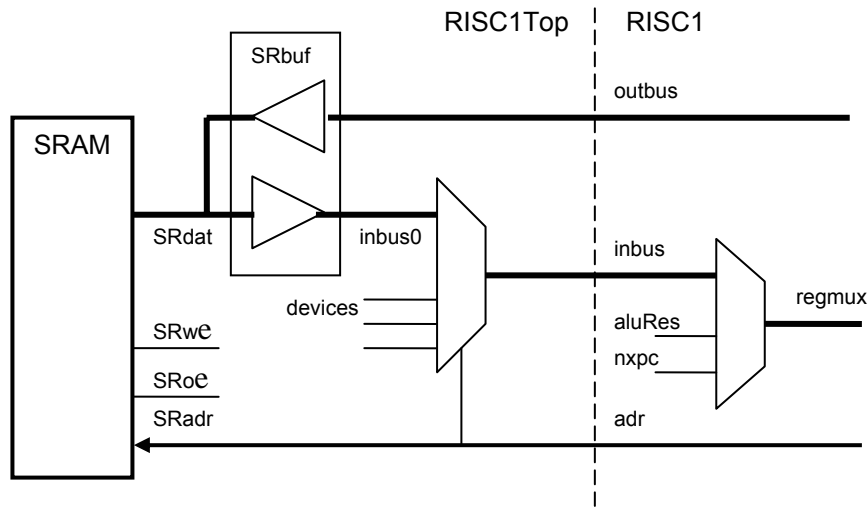 RISC1Top
RISC1
SRbuf
outbus
SRAM
SRdat
inbus0
inbus
devices
regmux
SRwe
aluRes
nxpc
SRoe
SRadr
adr